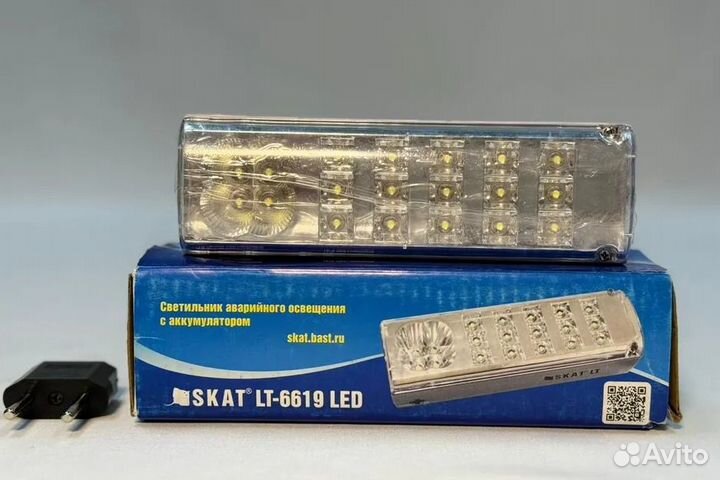 Светильник аварийного освещения
с аккумулятором
skat.bast.ru
SKAT® LT-6619 LED
SKAT® LT
Avito